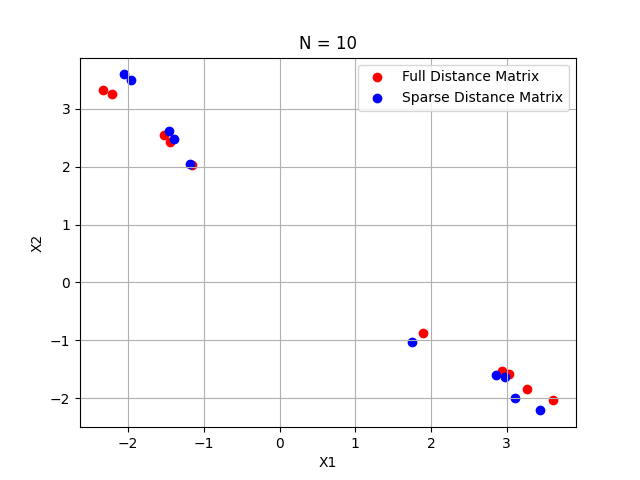 N = 10
Full Distance Matrix
Sparse Distance Matrix
3
2
1
0
−1
−2
X2
−2
−1
0
1
2
3
X1